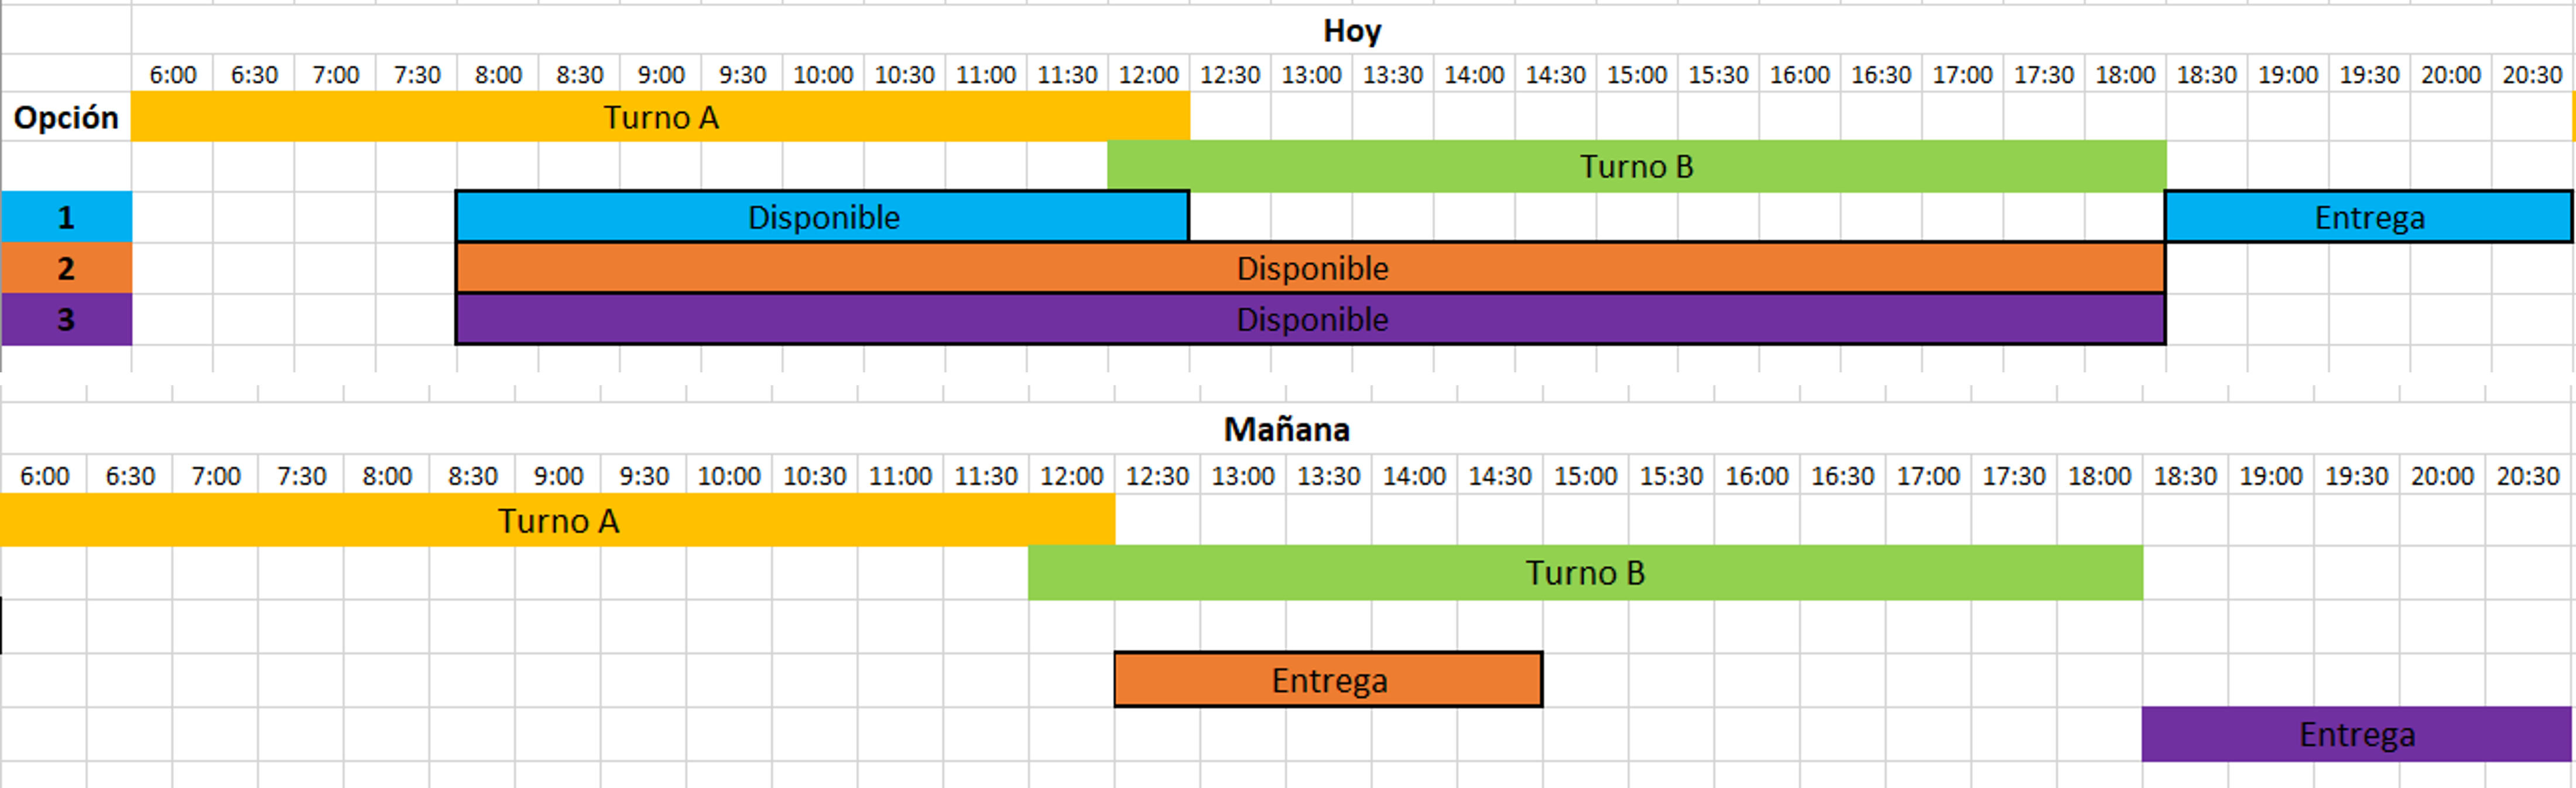 Hoy
6:00 6:30 7:00 7:30 8:00 8:30 9:00 9:30 10:00 10:30 11:00 11:30 12:00 12:30 13:00 13:30 14:00 14:30 15:00 15:30 16:00 16:30 17:00 17:30 18:00 18:30 19:00 19:30 20:00 20:30
Opción Turno A
Turno B
1 Disponible Entrega
2 Disponible
3 Disponible
Mañana
6:00 6:30 7:00 7:30 8:00 8:30 9:00 9:30 10:00 10:30 11:00 11:30 12:00 12:30 13:00 13:30 14:00 14:30 15:00 15:30 16:00 16:30 17:00 17:30 18:00 18:30 19:00 19:30 20:00 20:30
Turno A
Turno B
Entrega
Entrega